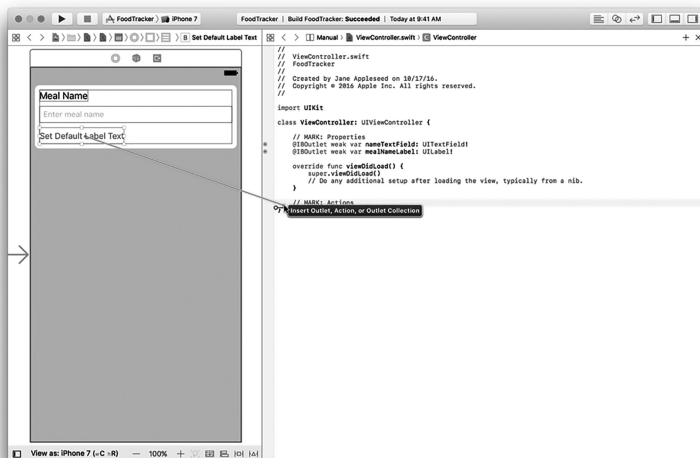 FoodTracker 〉 iPhone 7
FoodTracker | Build FoodTracker: Succeeded | Today at 9:41 AM
B Set Default Label Text
Manual 〉 ViewController.swift 〉 C ViewController
Meal Name
Enter meal name
Set Default Label Text
//
//  ViewController.swift
//  FoodTracker
//
//  Created by Jane Appleseed on 10/17/16.
//  Copyright © 2016 Apple Inc. All rights reserved.
//
import UIKit
class ViewController: UIViewController {
// MARK: Properties
@IBOutlet weak var nameTextField: UITextField!
@IBOutlet weak var mealNameLabel: UILabel!
override func viewDidLoad() {
super.viewDidLoad()
// Do any additional setup after loading the view, typically from a nib.
}
// MARK: Actions
Insert Outlet, Action, or Outlet Collection
View as: iPhone 7 (wC hR)
100%